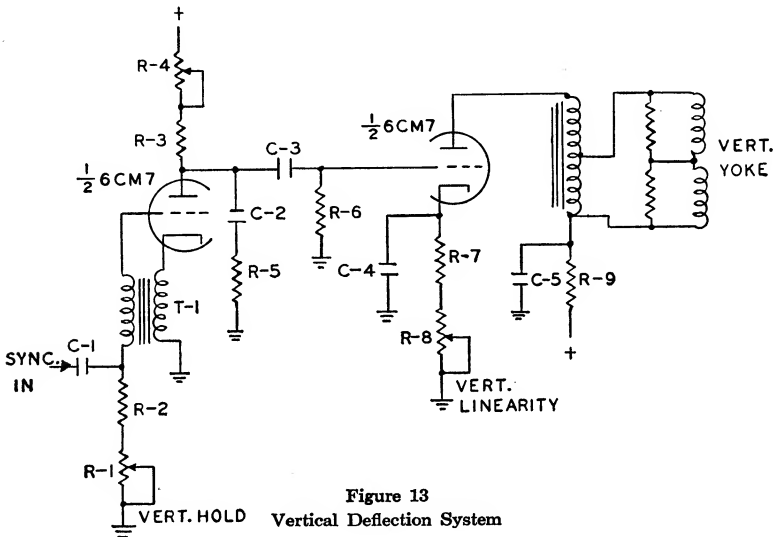 +
R-4
R-3
1/2 6CM7
C-3
C-2
R-5
R-6
T-1
SYNC. IN
C-1
R-2
R-1
VERT. HOLD
1/2 6CM7
C-4
R-7
R-8
VERT. LINEARITY
C-5
R-9
+
VERT. YOKE
Figure 13
Vertical Deflection System